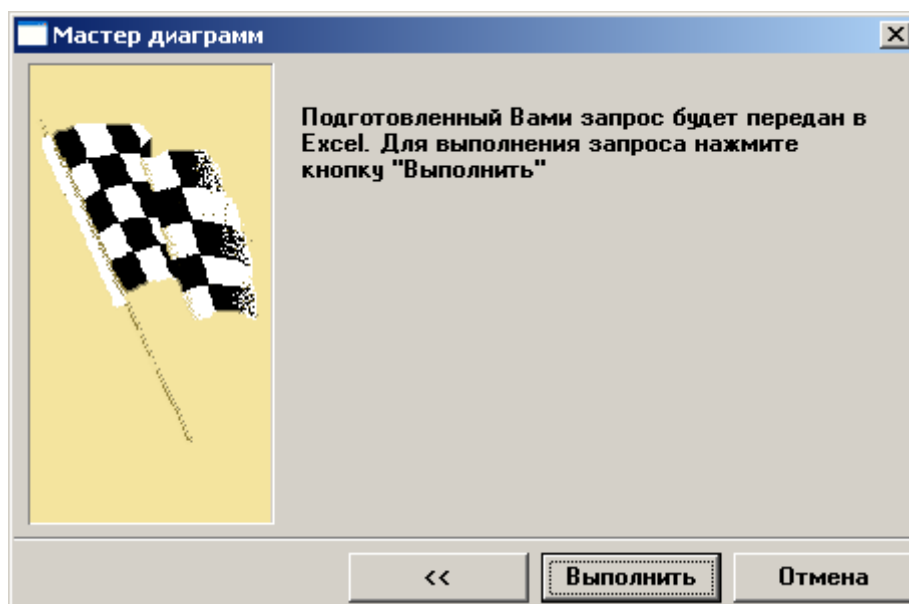 Мастер диаграмм
Подготовленный Вами запрос будет передан в
Excel. Для выполнения запроса нажмите
кнопку "Выполнить"
<< Выполнить Отмена